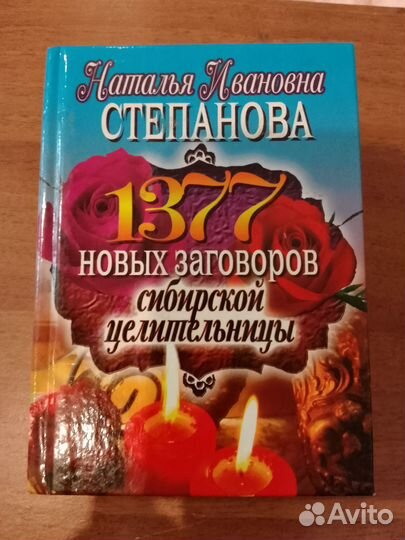 Наталья Ивановна
СТЕПАНОВА
1377
НОВЫХ ЗАГОВОРОВ
сибирской
целительницы
Avito